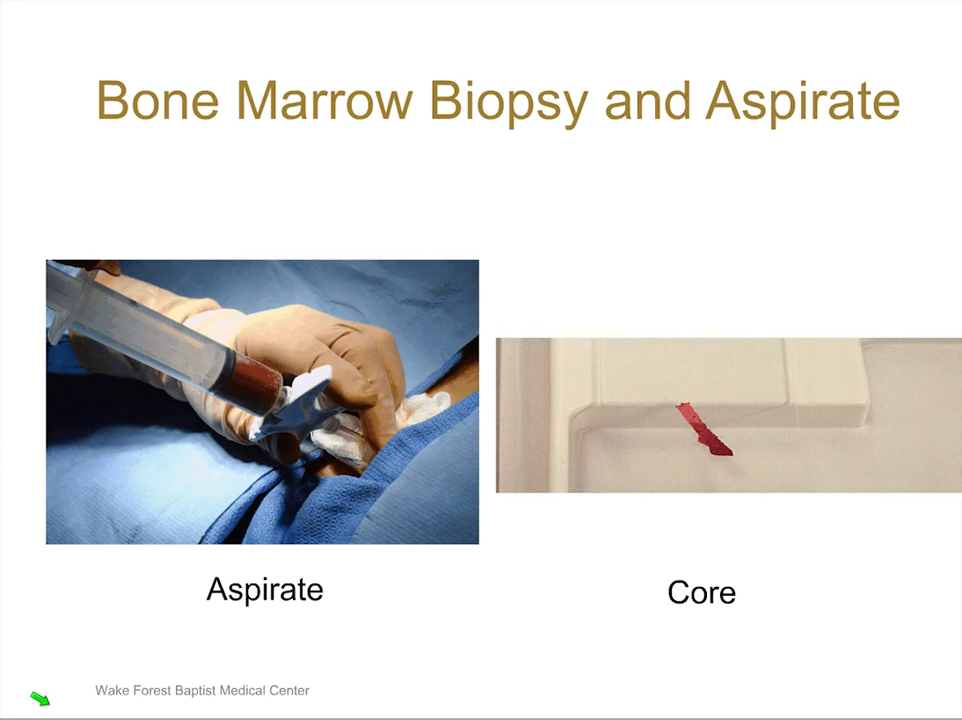 Bone Marrow Biopsy and Aspirate
Aspirate
Core
Wake Forest Baptist Medical Center